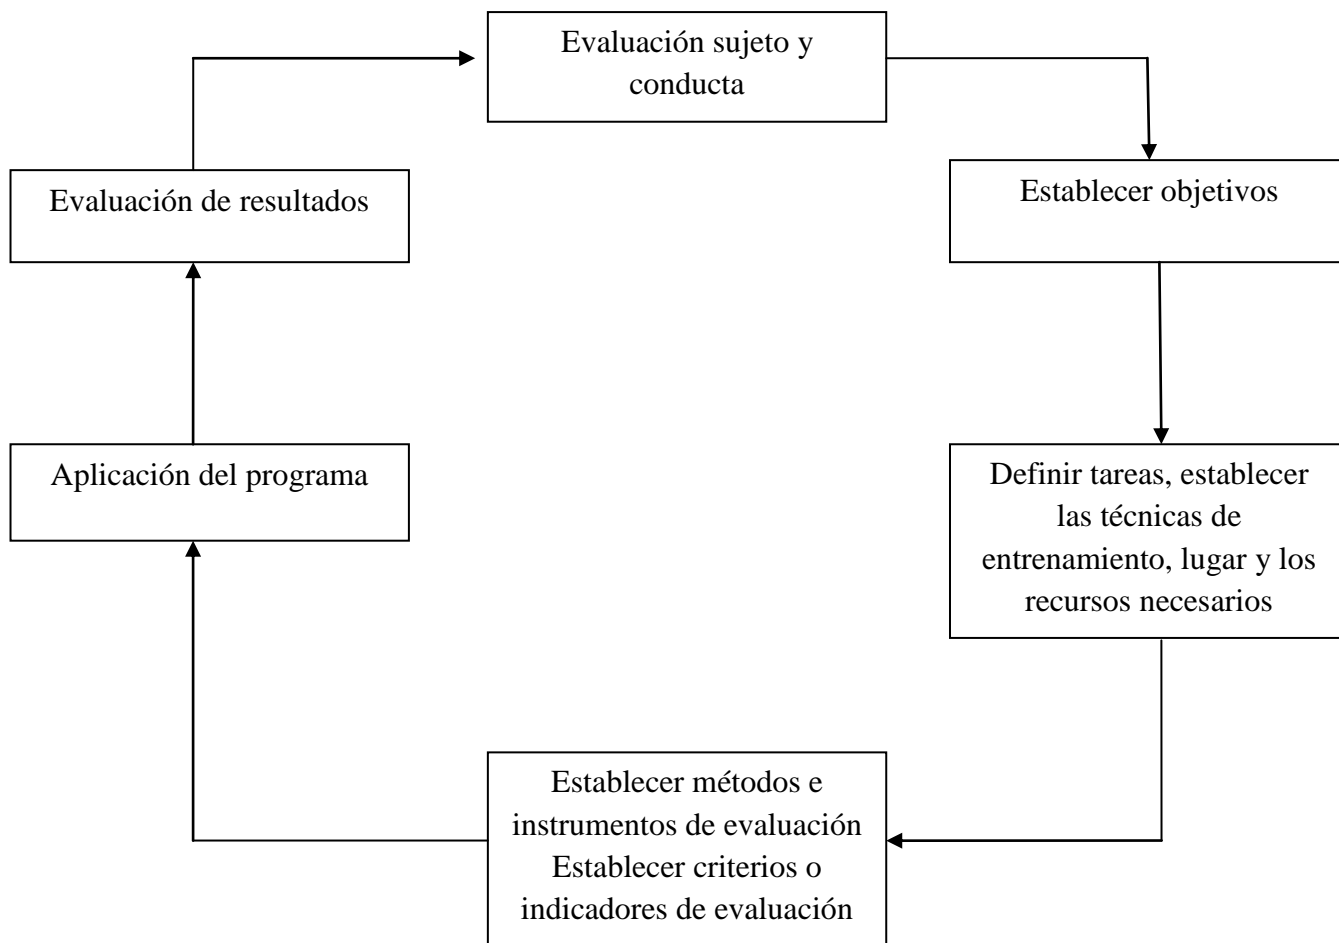 Evaluación sujeto y
conducta
Establecer objetivos
Definir tareas, establecer
las técnicas de
entrenamiento, lugar y los
recursos necesarios
Establecer métodos e
instrumentos de evaluación
Establecer criterios o
indicadores de evaluación
Aplicación del programa
Evaluación de resultados